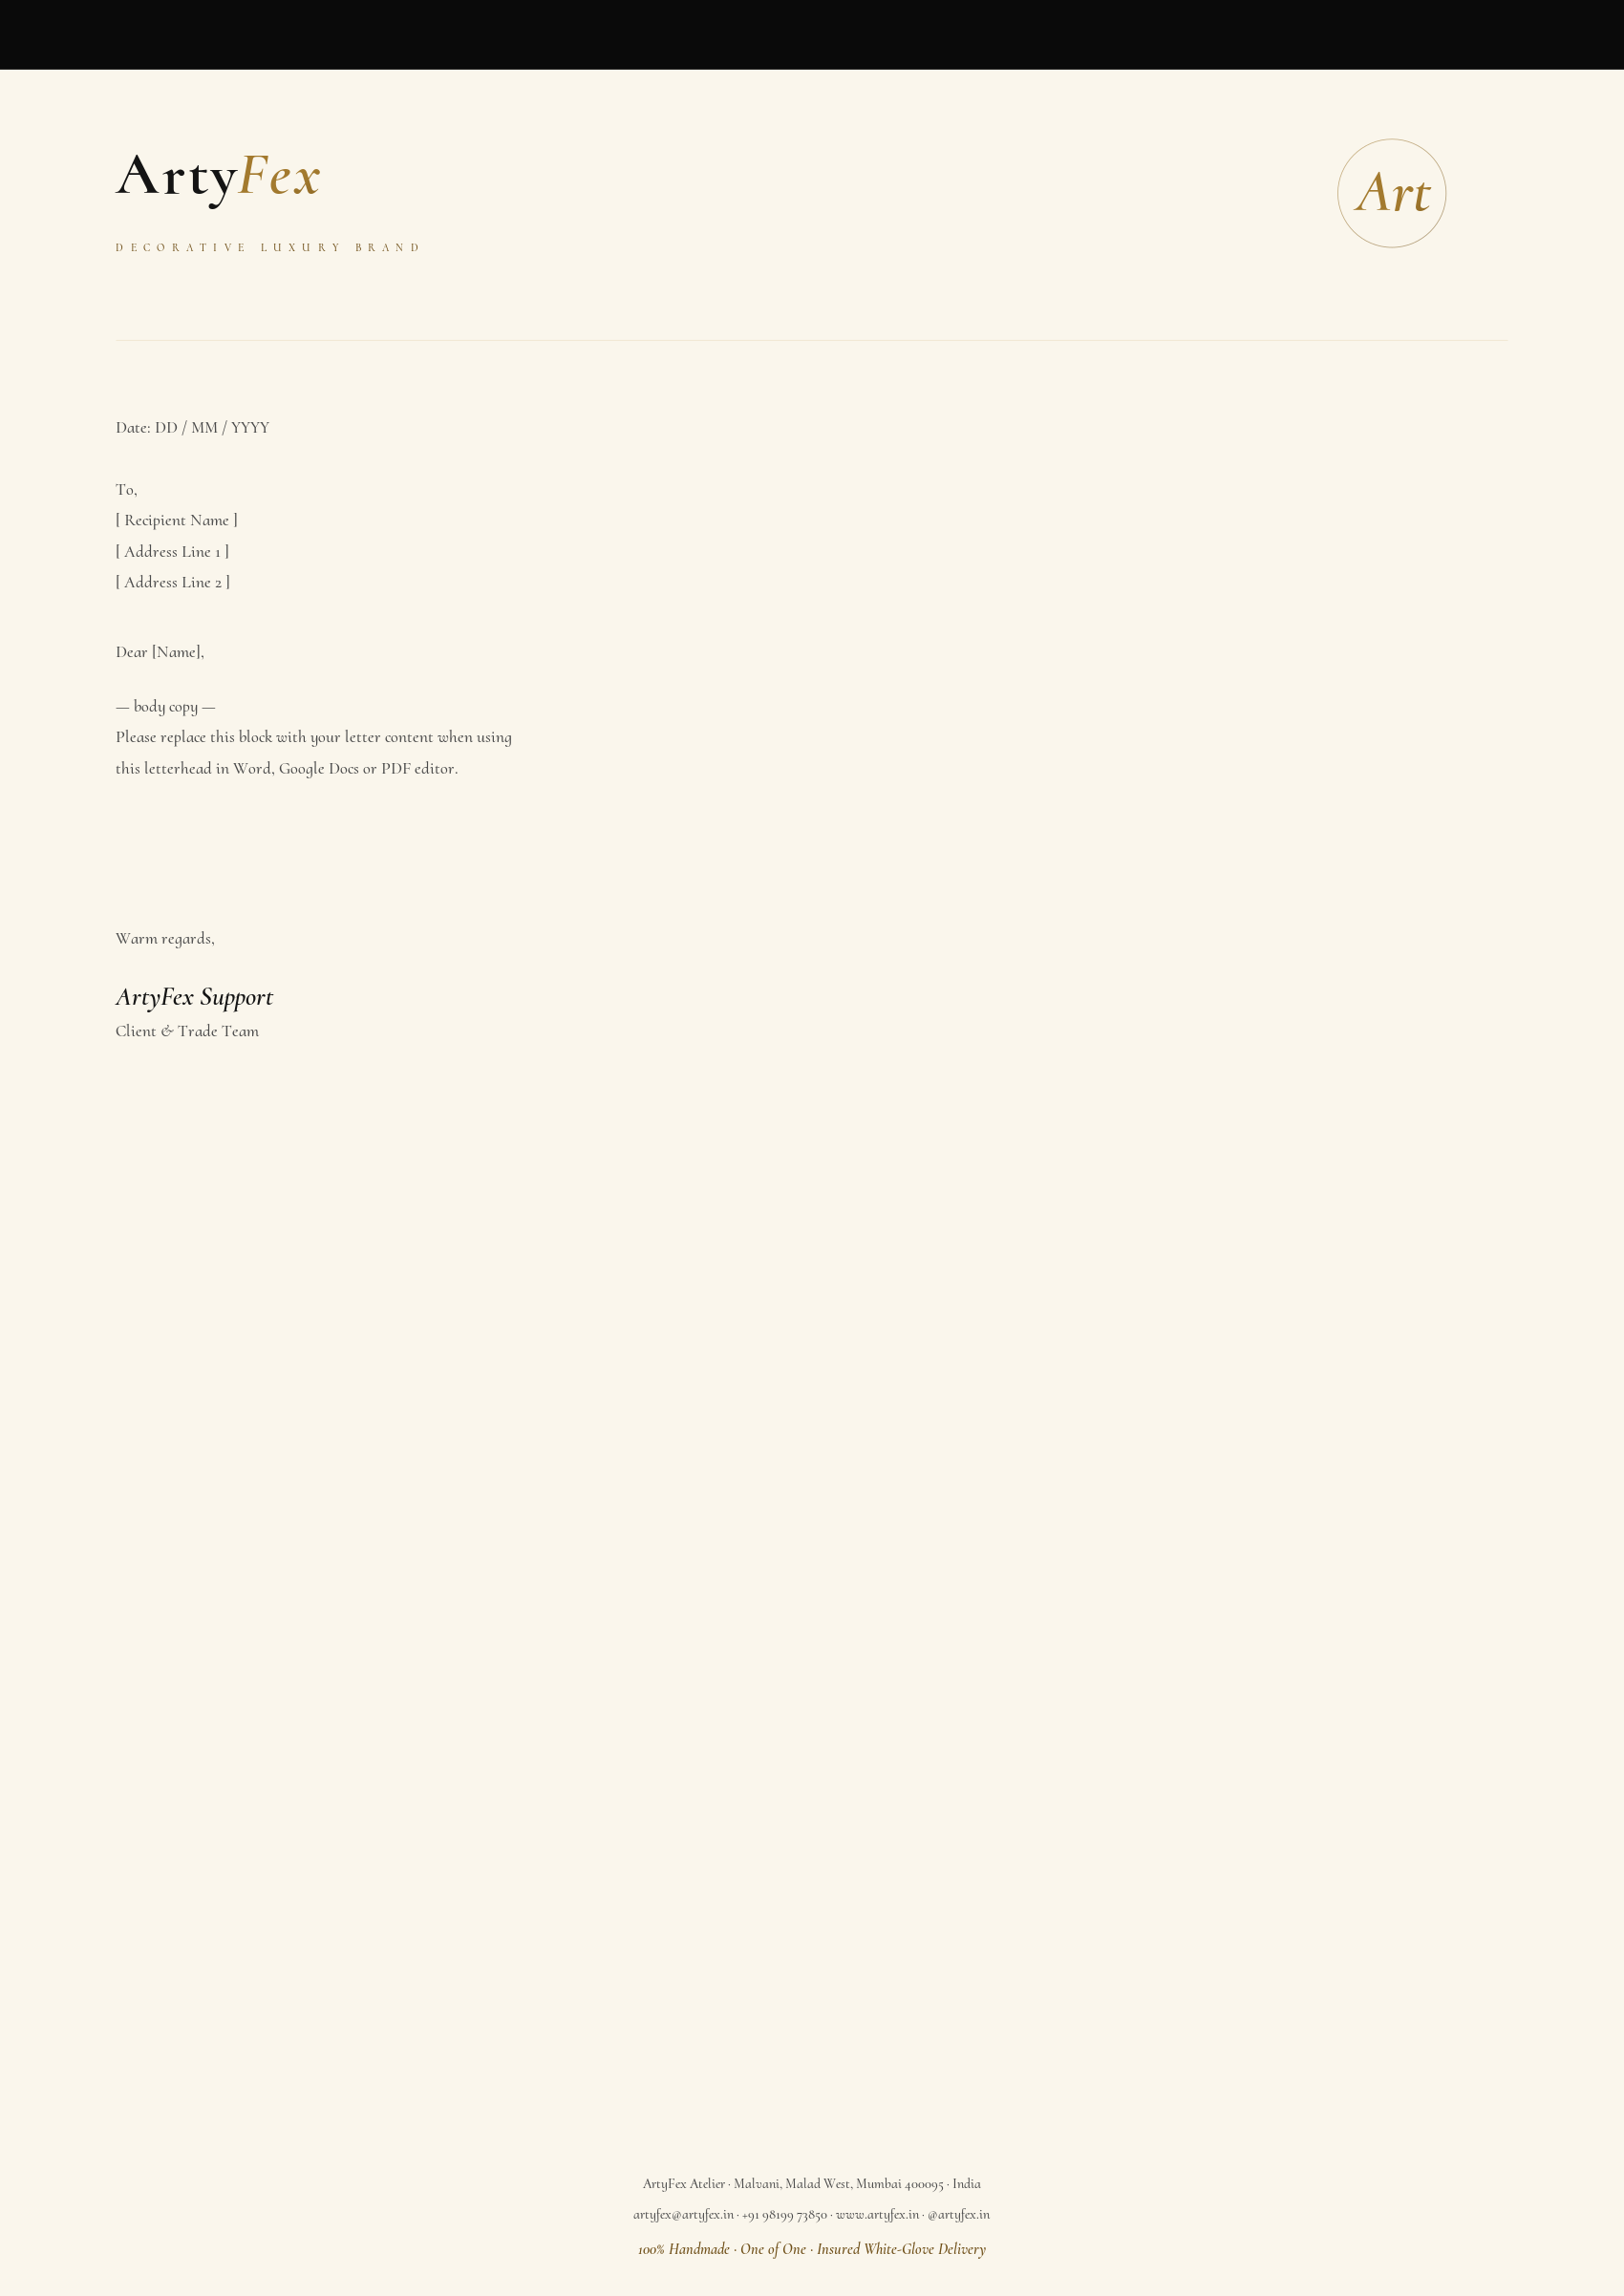 ArtyFex
Art
DECORATIVE LUXURY BRAND
Date: DD / MM / YYYY
To,
[ Recipient Name ]
[ Address Line 1 ]
[ Address Line 2 ]
Dear [Name],
— body copy —
Please replace this block with your letter content when using
this letterhead in Word, Google Docs or PDF editor.
Warm regards,
ArtyFex Support
Client & Trade Team
ArtyFex Atelier · Malvani, Malad West, Mumbai 400095 · India
artyfex@artyfex.in · +91 98199 73850 · www.artyfex.in · @artyfex.in
100% Handmade · One of One · Insured White-Glove Delivery